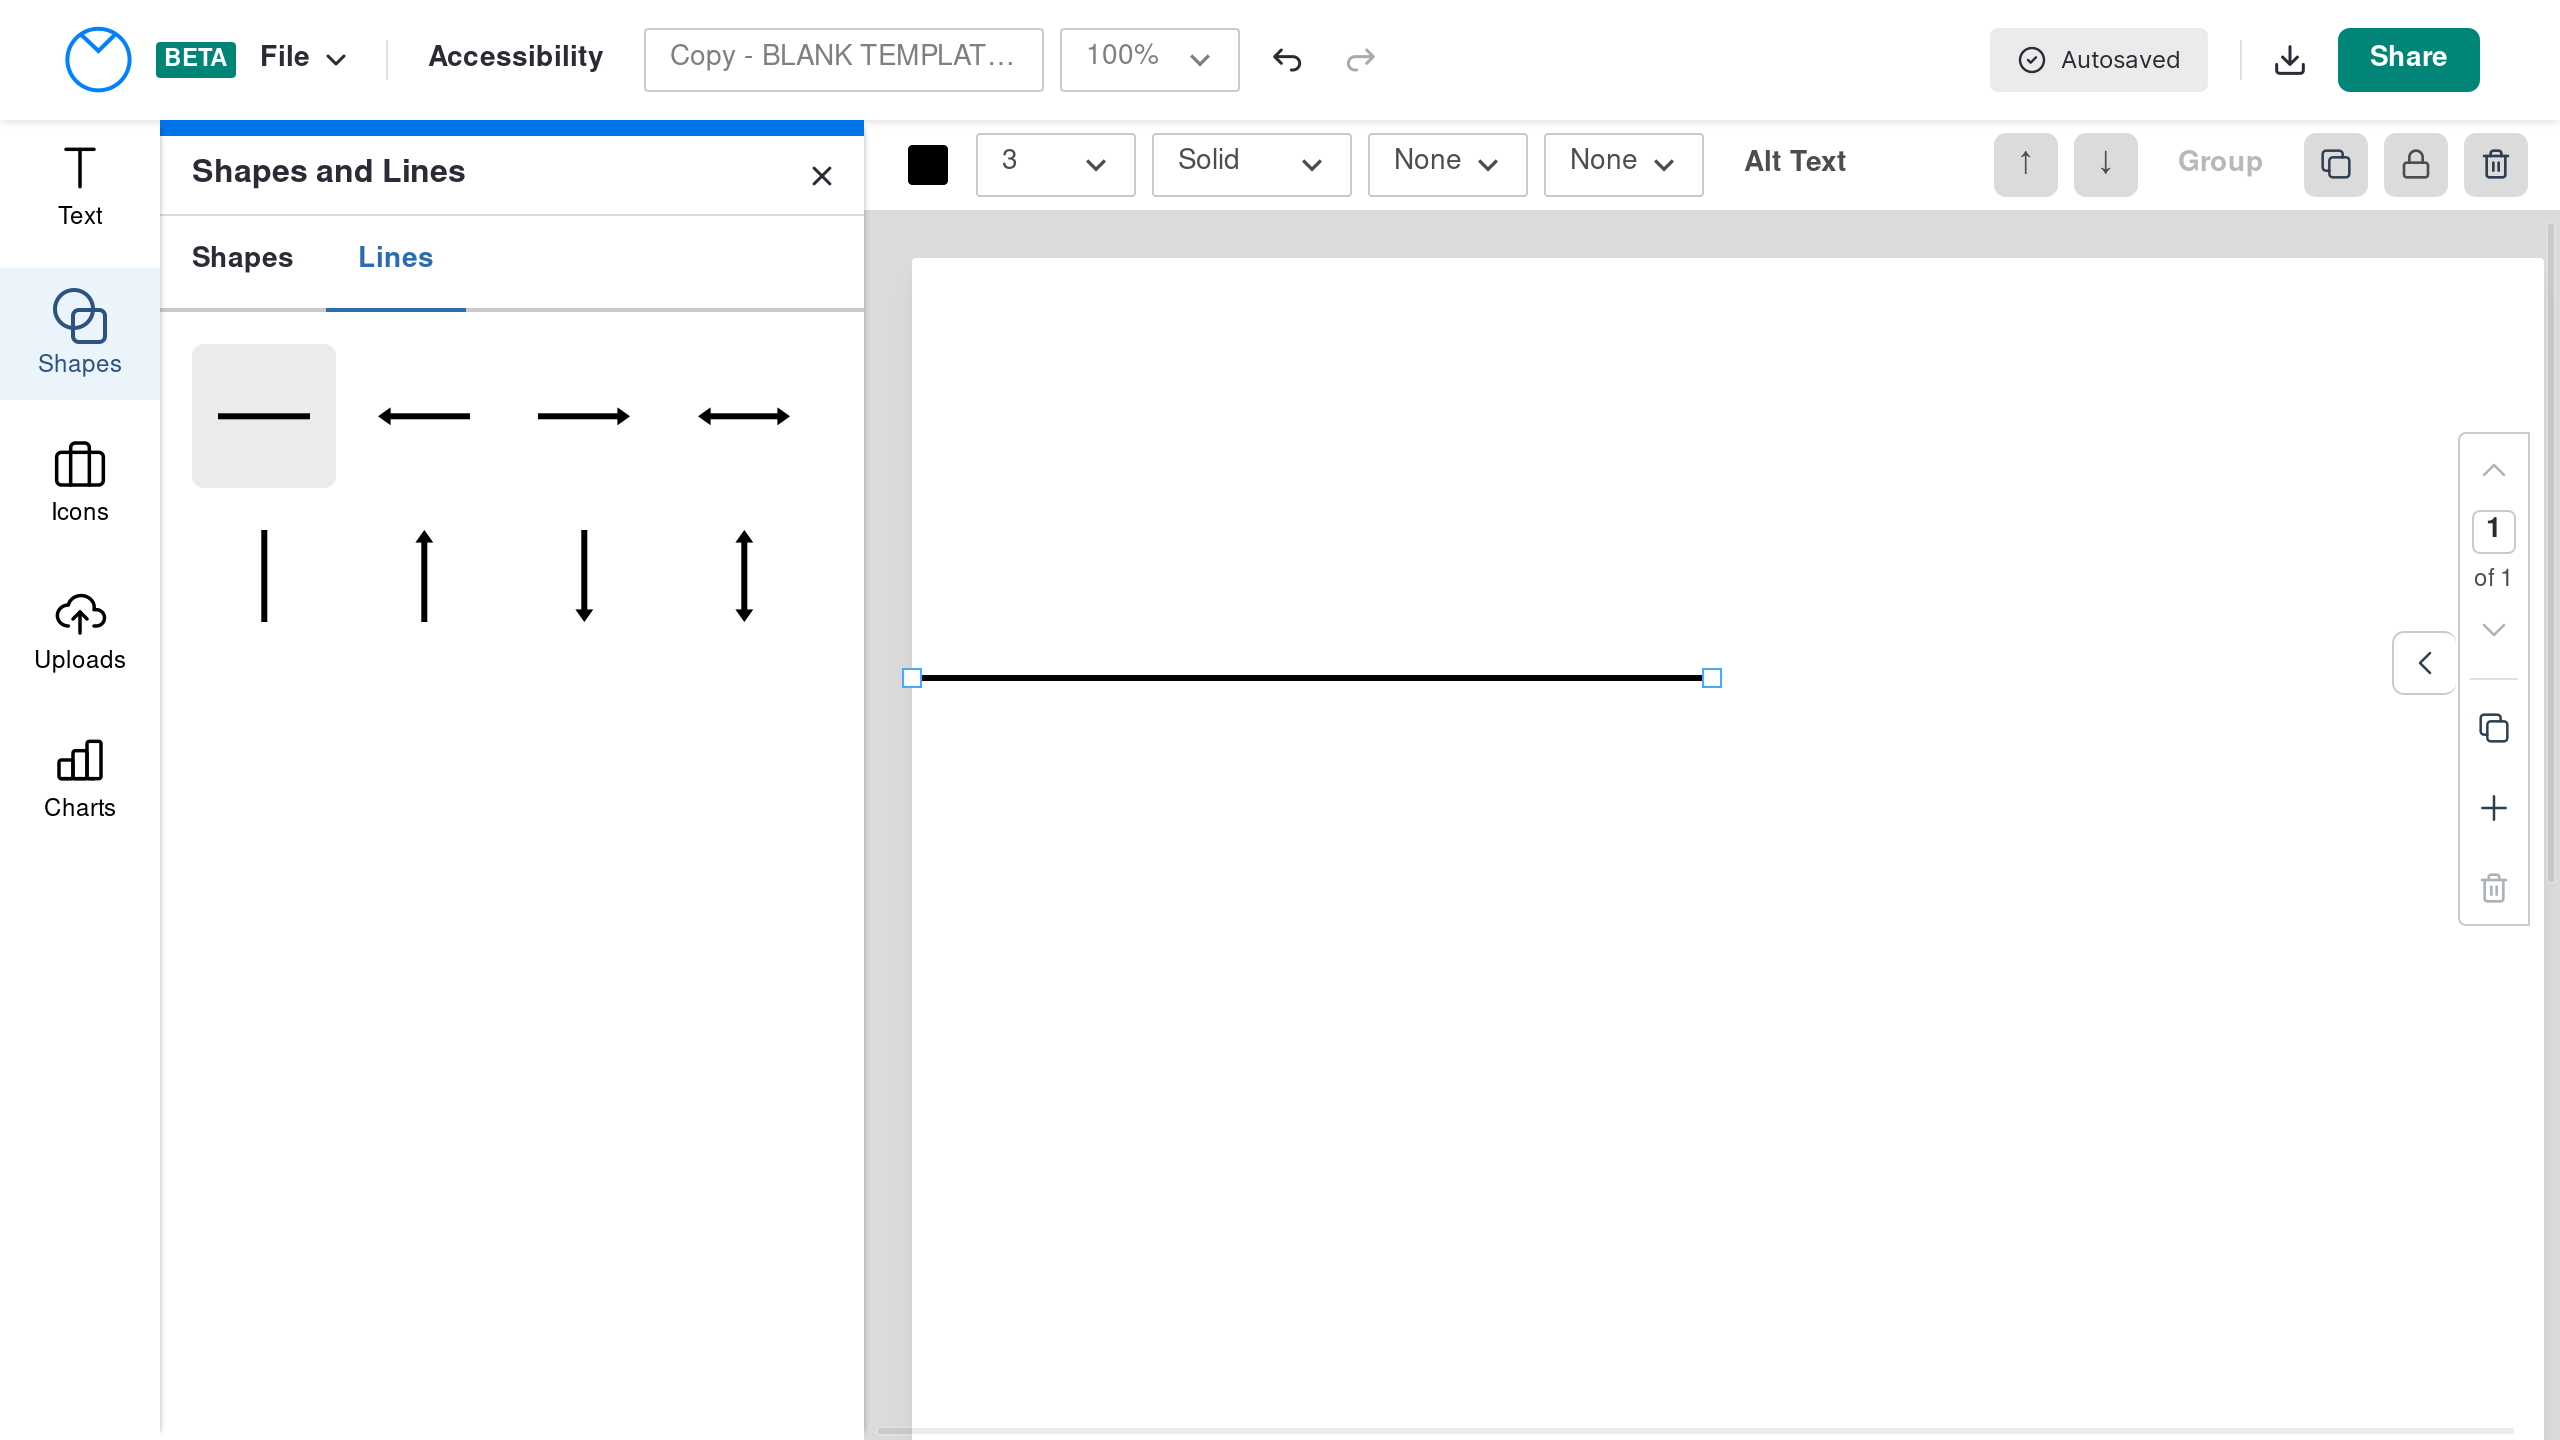 BETA File Accessibility Copy - BLANK TEMPLAT... 100% Autosaved Share
Text
Shapes
Icons
Uploads
Charts
Shapes and Lines
Shapes Lines
3 Solid None None Alt Text ↑ ↓ Group
1
of 1